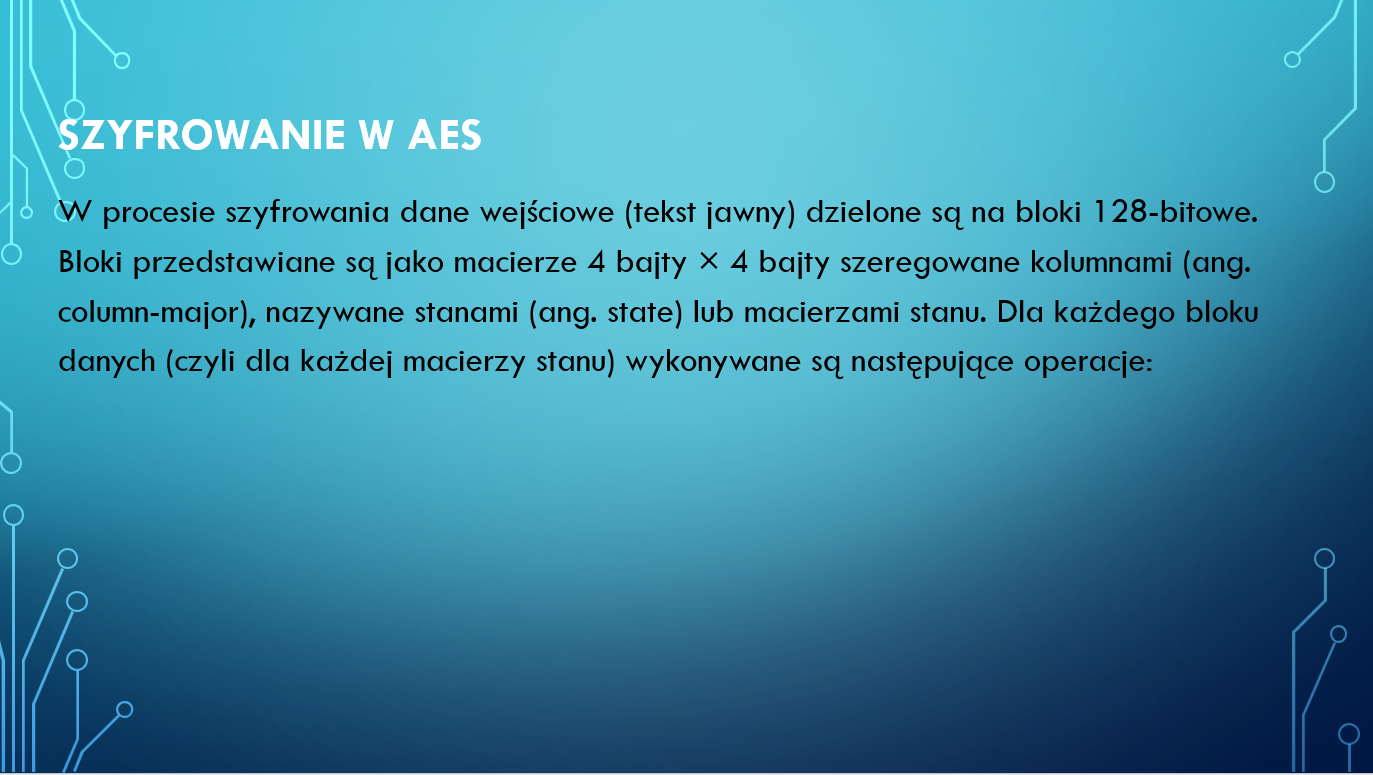 SZYFROWANIE W AES
W procesie szyfrowania dane wejściowe (tekst jawny) dzielone są na bloki 128-bitowe.
Bloki przedstawiane są jako macierze 4 bajty × 4 bajty szeregowane kolumnami (ang.
column-major), nazywane stanami (ang. state) lub macierzami stanu. Dla każdego bloku
danych (czyli dla każdej macierzy stanu) wykonywane są następujące operacje: